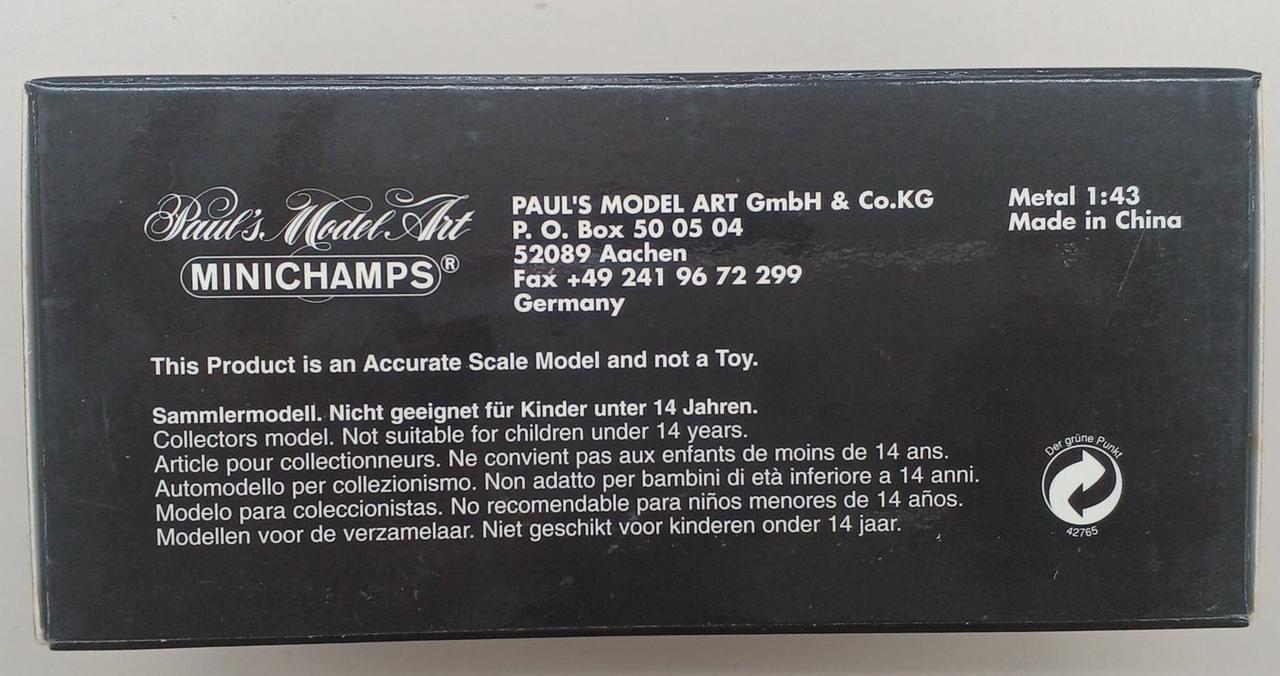 Paul's Model Art
MINICHAMPS®
PAUL'S MODEL ART GmbH & Co.KG
P. O. Box 50 05 04
52089 Aachen
Fax +49 241 96 72 299
Germany
Metal 1:43
Made in China
This Product is an Accurate Scale Model and not a Toy.
Sammlermodell. Nicht geeignet für Kinder unter 14 Jahren.
Collectors model. Not suitable for children under 14 years.
Article pour collectionneurs. Ne convient pas aux enfants de moins de 14 ans.
Automodello per collezionismo. Non adatto per bambini di età inferiore a 14 anni.
Modelo para coleccionistas. No recomendable para niños menores de 14 años.
Modellen voor de verzamelaar. Niet geschikt voor kinderen onder 14 jaar.
Der grüne Punkt
42765